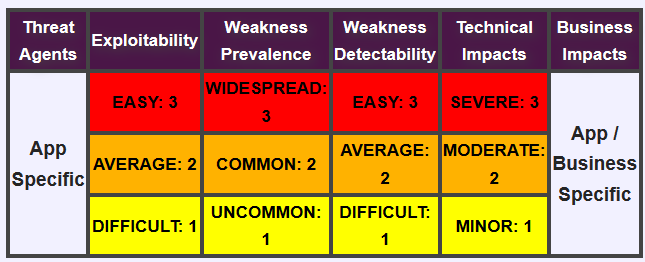 Threat
Agents
Exploitability
Weakness
Prevalence
Weakness
Detectability
Technical
Impacts
Business
Impacts
App
Specific
EASY: 3
WIDESPREAD:
3
EASY: 3
SEVERE: 3
App /
Business
Specific
AVERAGE: 2
COMMON: 2
AVERAGE:
2
MODERATE:
2
DIFFICULT: 1
UNCOMMON:
1
DIFFICULT:
1
MINOR: 1